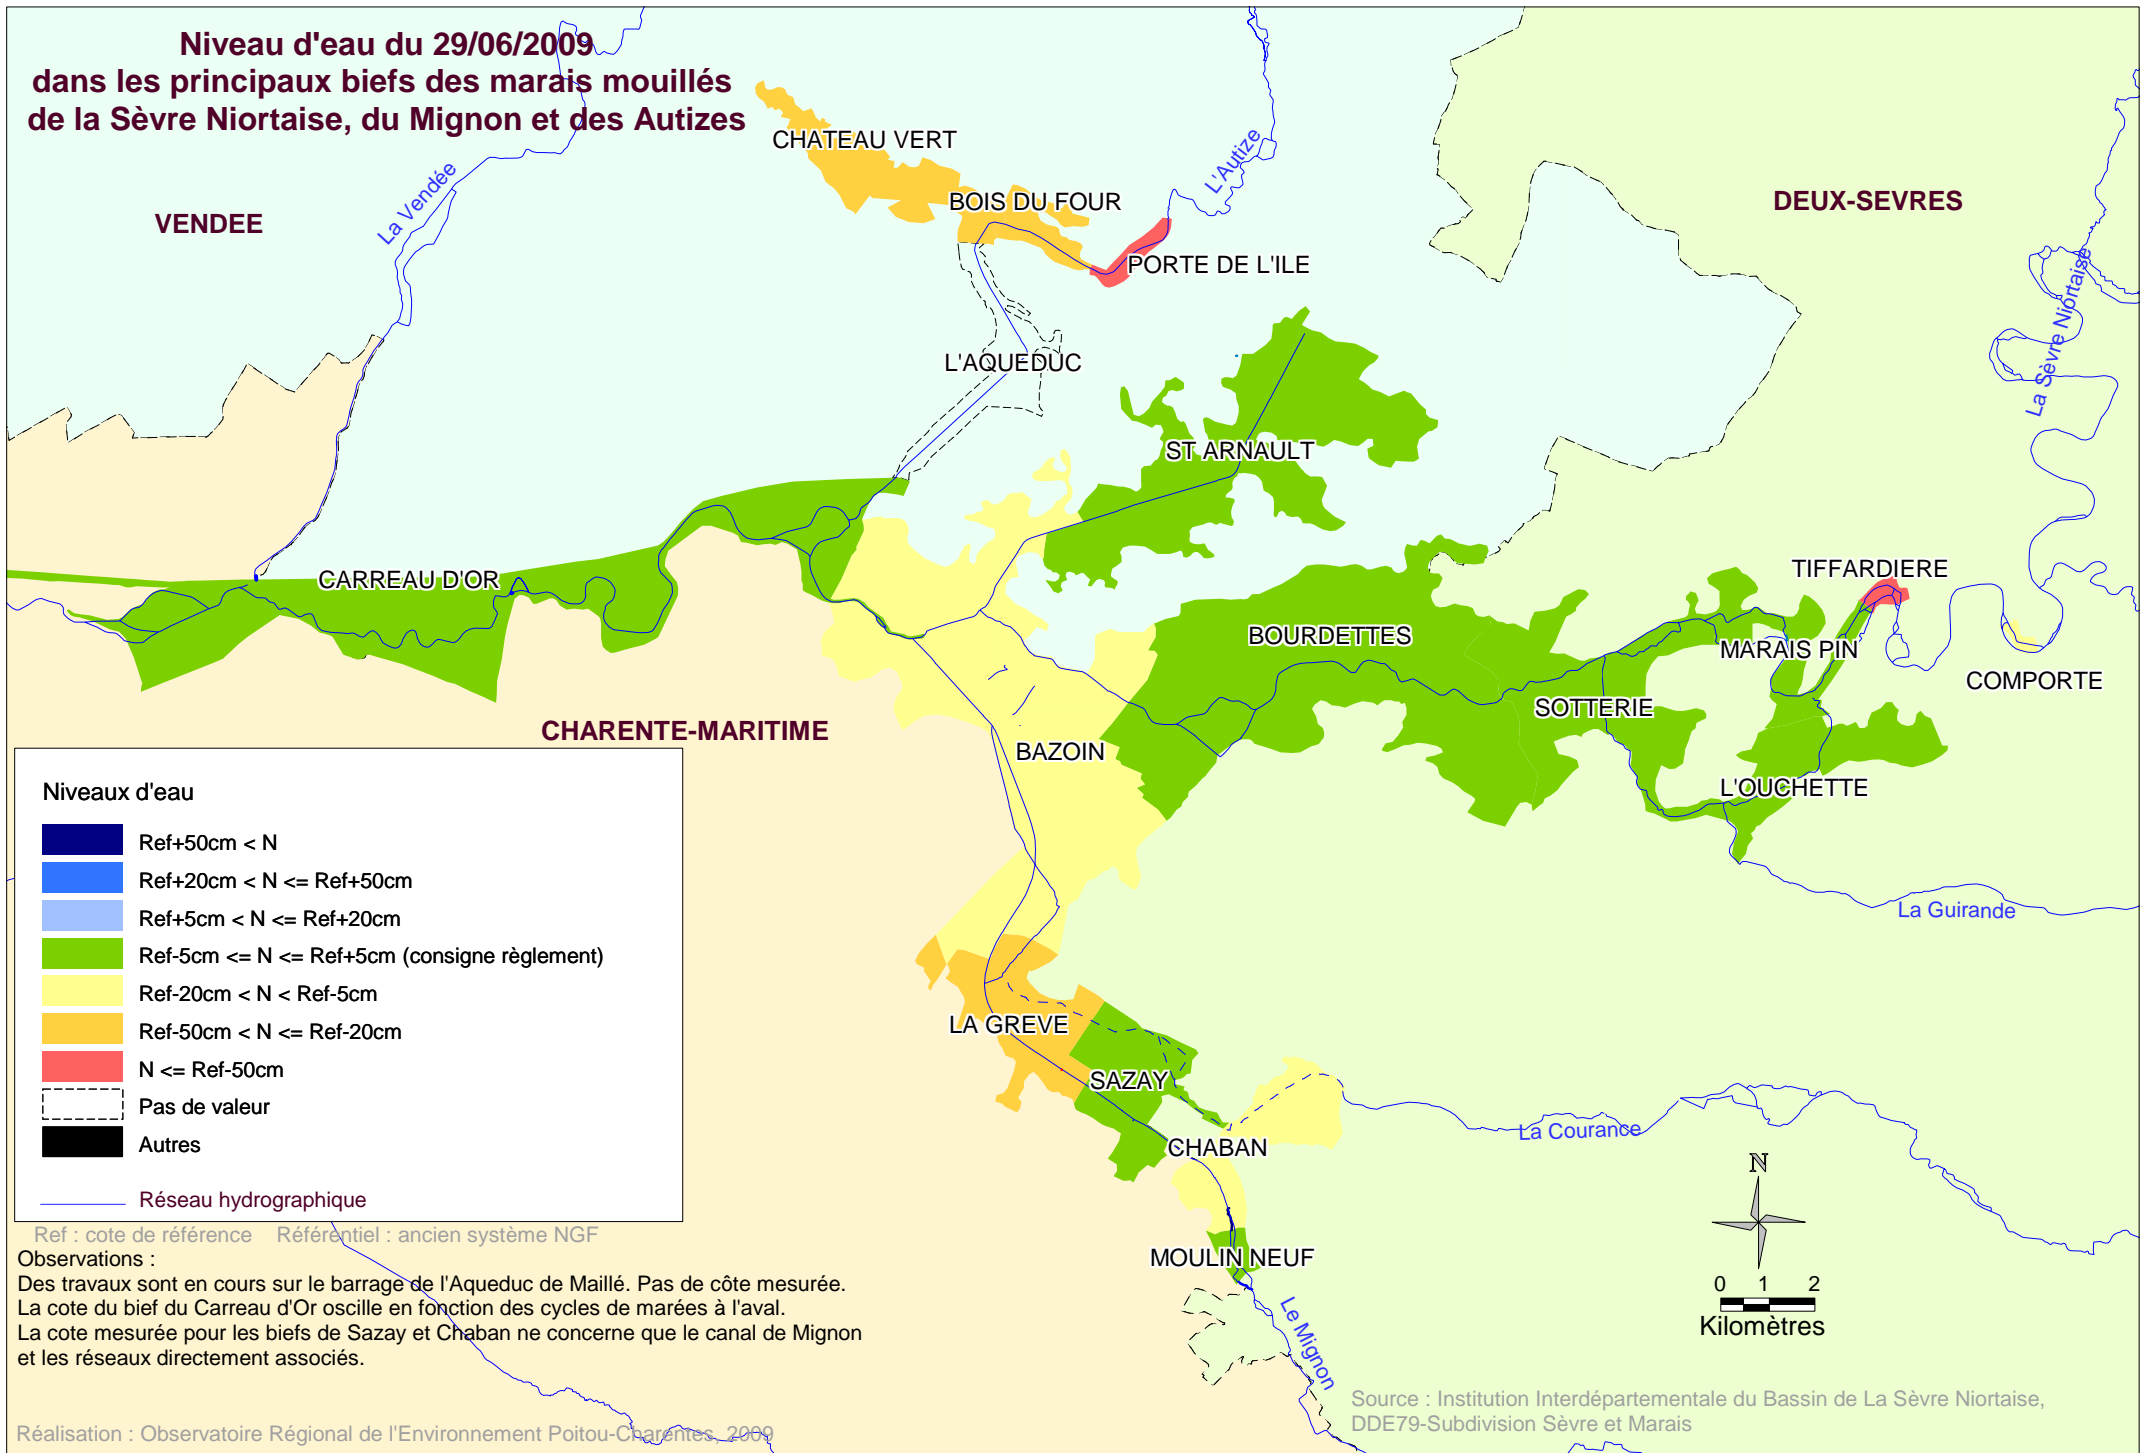 Niveau d'eau du 29/06/2009
dans les principaux biefs des marais mouillés
de la Sèvre Niortaise, du Mignon et des Autizes
CHATEAU VERT
La Vendée
L'Autize
VENDEE
BOIS DU FOUR
DEUX-SEVRES
PORTE DE L'ILE
La Sèvre Niortaise
L'AQUEDUC
ST ARNAULT
CARREAU D'OR
TIFFARDIERE
BOURDETTES
MARAIS PIN
COMPORTE
SOTTERIE
CHARENTE-MARITIME
BAZOIN
L'OUCHETTE
La Guirande
LA GREVE
SAZAY
CHABAN
La Courance
MOULIN NEUF
Le Mignon
Niveaux d'eau
Ref+50cm < N
Ref+20cm < N <= Ref+50cm
Ref+5cm < N <= Ref+20cm
Ref-5cm <= N <= Ref+5cm (consigne règlement)
Ref-20cm < N < Ref-5cm
Ref-50cm < N <= Ref-20cm
N <= Ref-50cm
Pas de valeur
Autres
Réseau hydrographique
Ref : cote de référence Référentiel : ancien système NGF
Observations :
Des travaux sont en cours sur le barrage de l'Aqueduc de Maillé. Pas de côte mesurée.
La cote du bief du Carreau d'Or oscille en fonction des cycles de marées à l'aval.
La cote mesurée pour les biefs de Sazay et Chaban ne concerne que le canal de Mignon
et les réseaux directement associés.
N
0 1 2
Kilomètres
Source : Institution Interdépartementale du Bassin de La Sèvre Niortaise,
DDE79-Subdivision Sèvre et Marais
Réalisation : Observatoire Régional de l'Environnement Poitou-Charentes, 2009